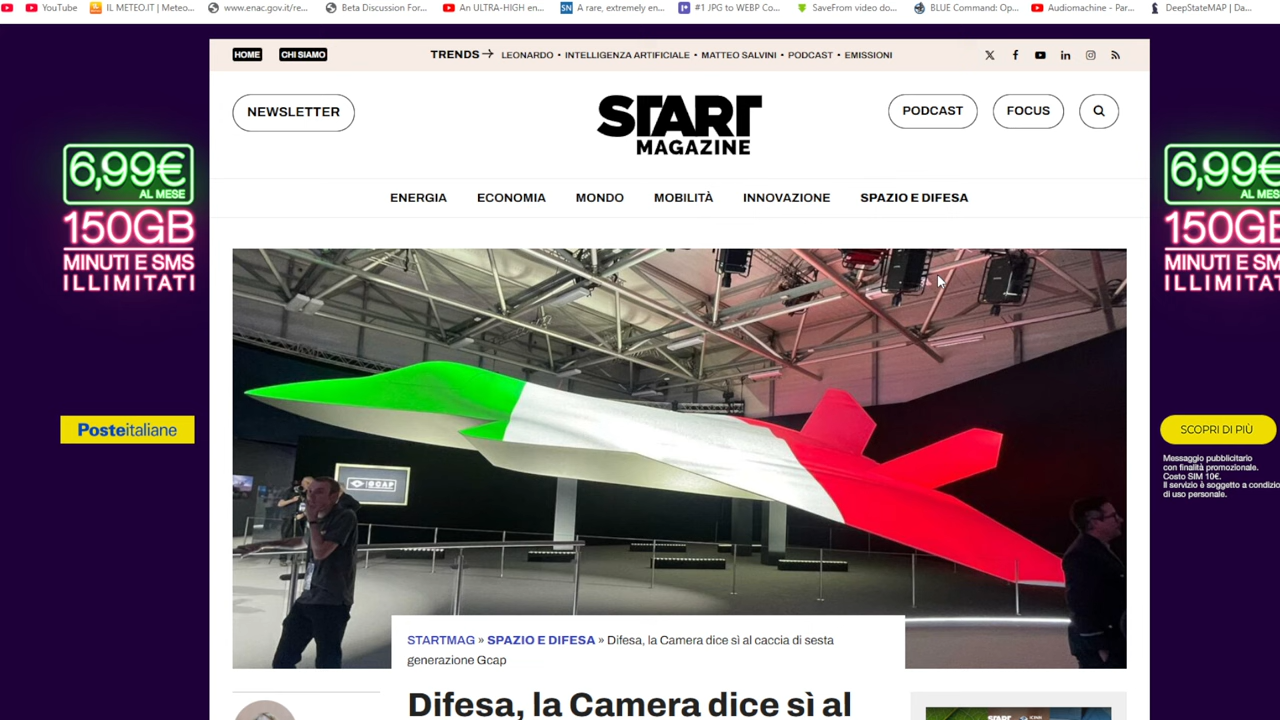 YouTube
IL METEO.IT | Meteo...
www.enac.gov.it/re...
Beta Discussion For...
An ULTRA-HIGH en...
A rare, extremely en...
#1 JPG to WEBP Co...
SaveFrom video do...
BLUE Command: Op...
Audiomachine - Par...
DeepStateMAP | Da...
HOME
CHI SIAMO
TRENDS → LEONARDO • INTELLIGENZA ARTIFICIALE • MATTEO SALVINI • PODCAST • EMISSIONI
NEWSLETTER
START
MAGAZINE
PODCAST
FOCUS
ENERGIA
ECONOMIA
MONDO
MOBILITÀ
INNOVAZIONE
SPAZIO E DIFESA
6,99€
AL MESE
150GB
MINUTI E SMS
ILLIMITATI
Posteitaliane
6,99€
AL MES
150GB
MINUTI E SM
ILLIMITAT
SCOPRI DI PIÙ
Messaggio pubblicitario
con finalità promozionale.
Costo SIM 10€.
Il servizio è soggetto a condizio
di uso personale.
GCAP
STARTMAG » SPAZIO E DIFESA » Difesa, la Camera dice sì al caccia di sesta
generazione Gcap
Difesa, la Camera dice sì al
START